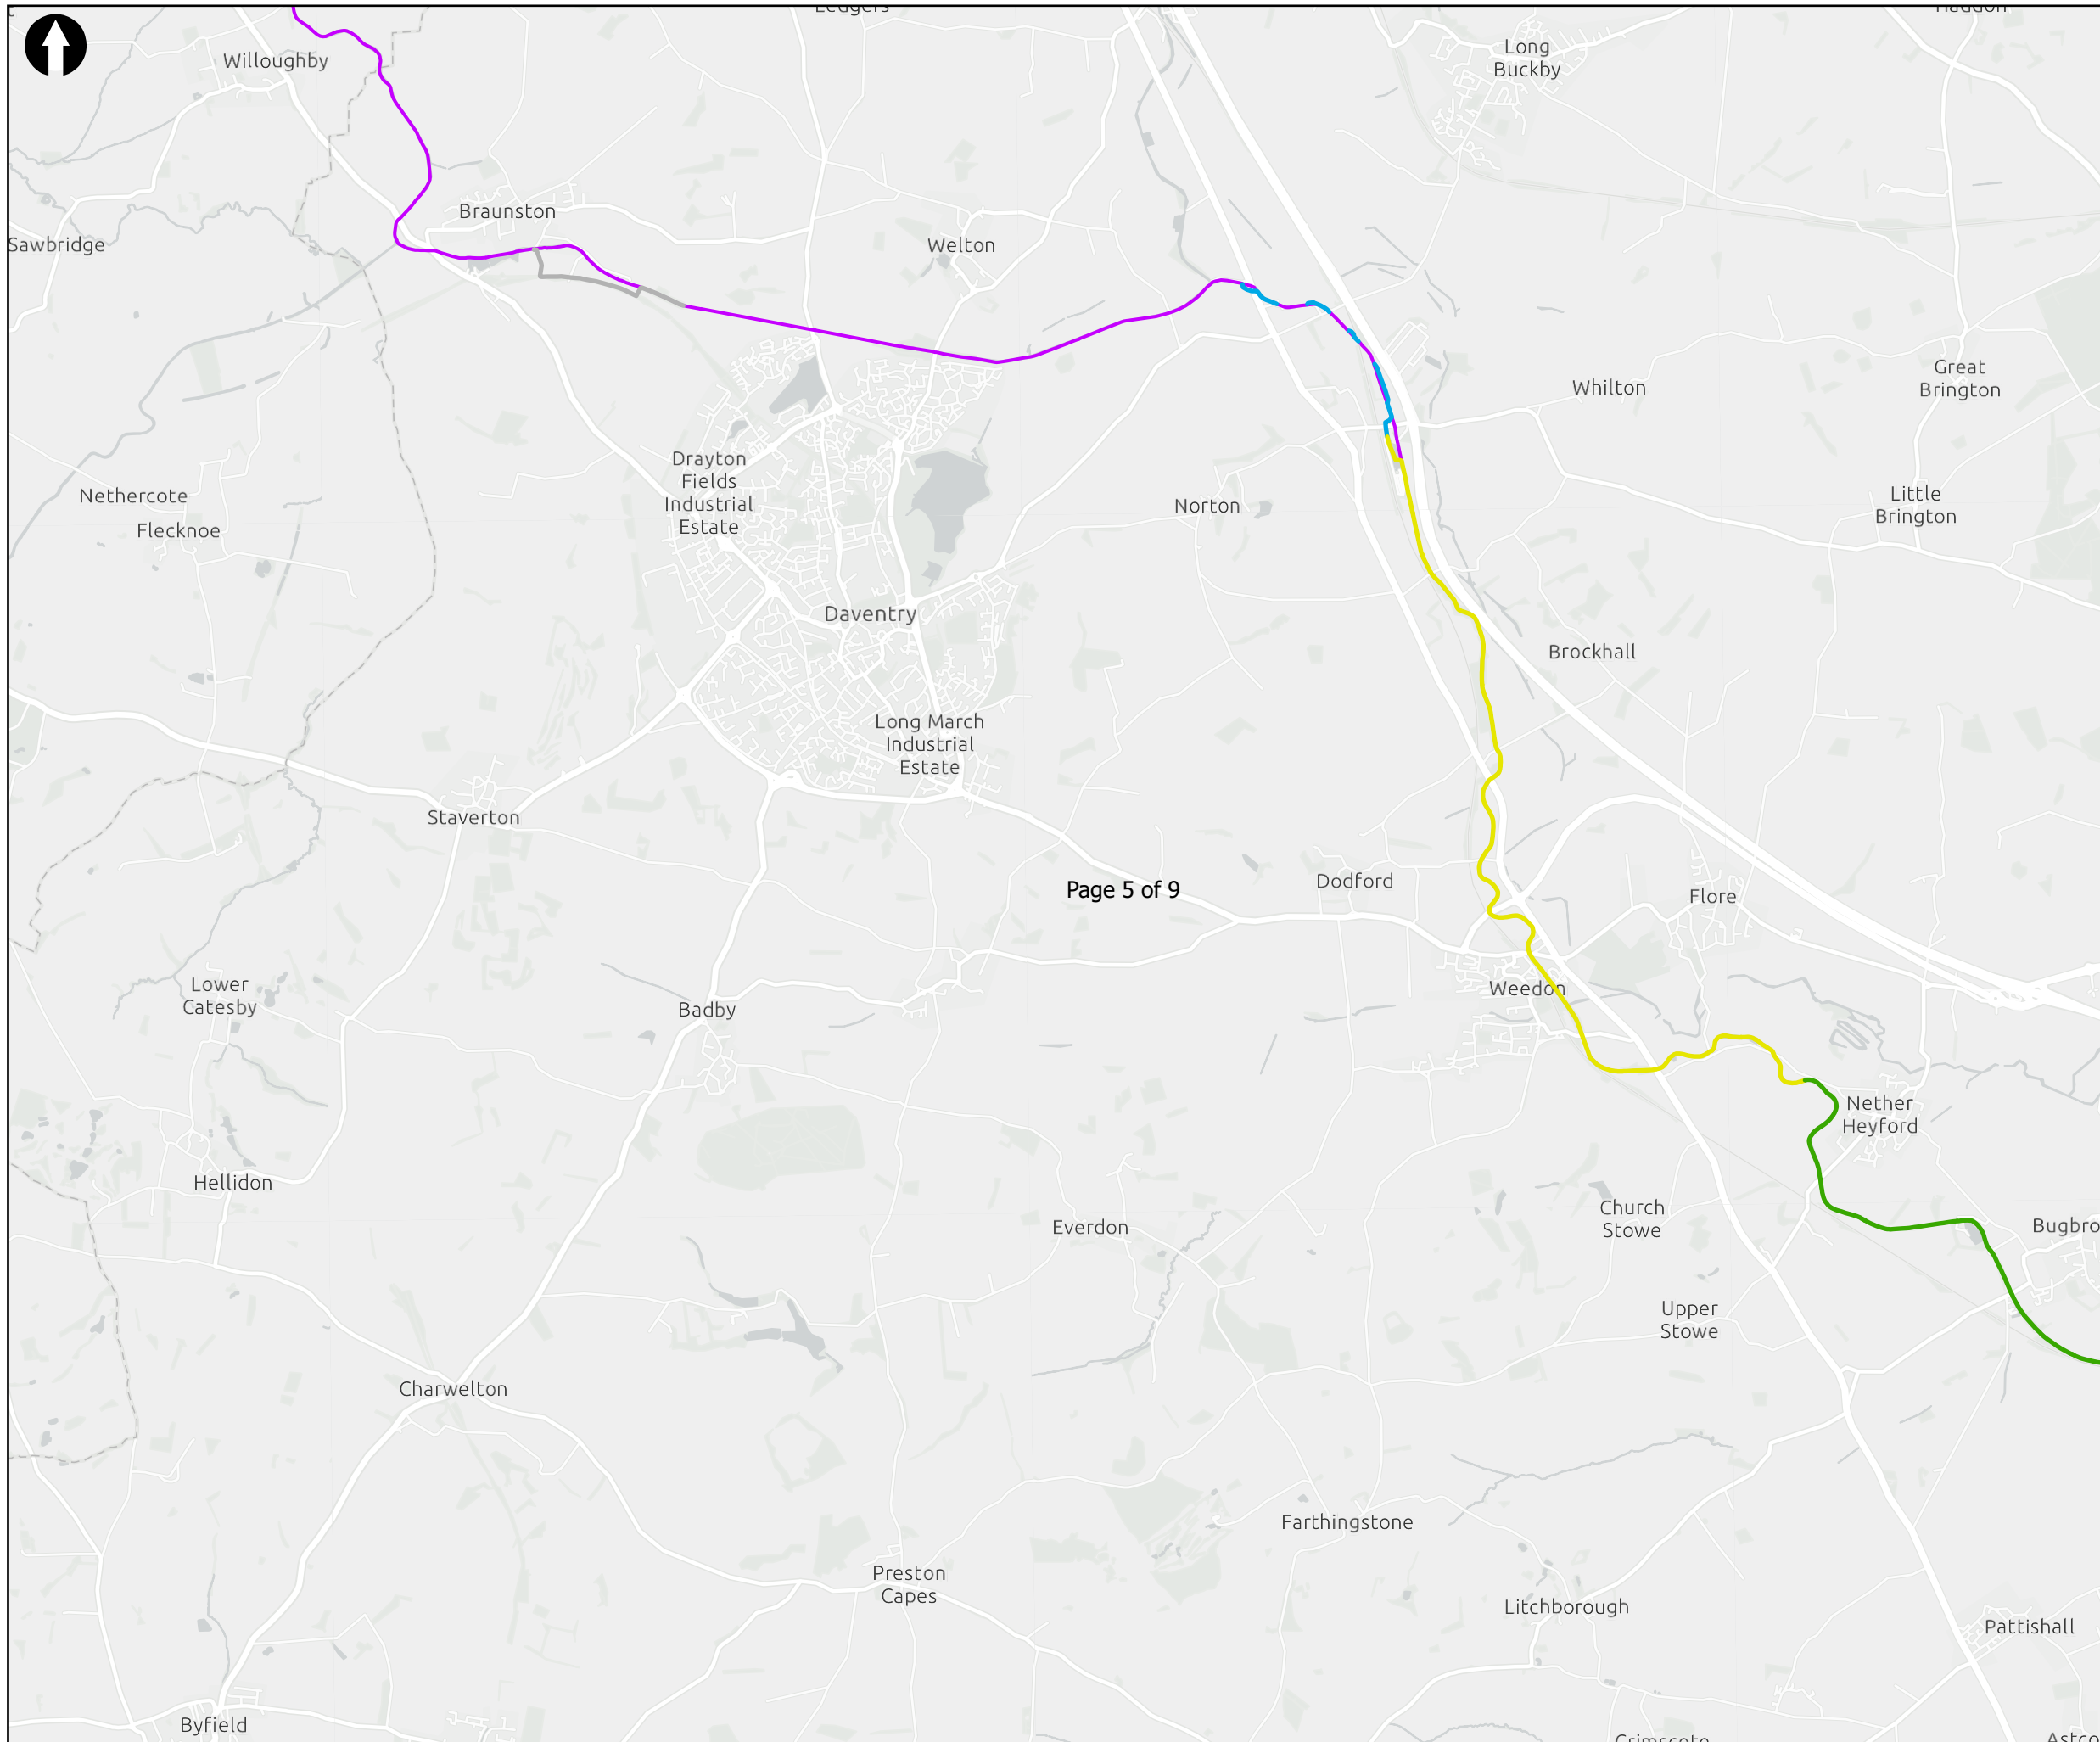 Willoughby
Long
Buckby
Braunston
Sawbridge
Welton
Whilton
Great
Brington
Drayton
Fields
Industrial
Estate
Nethercote
Flecknoe
Norton
Little
Brington
Daventry
Brockhall
Long March
Industrial
Estate
Staverton
Page 5 of 9
Dodford
Flore
Weedon
Lower
Catesby
Badby
Nether
Heyford
Hellidon
Everdon
Church
Stowe
Bugbro
Upper
Stowe
Charwelton
Farthingstone
Preston
Capes
Litchborough
Pattishall
Byfield